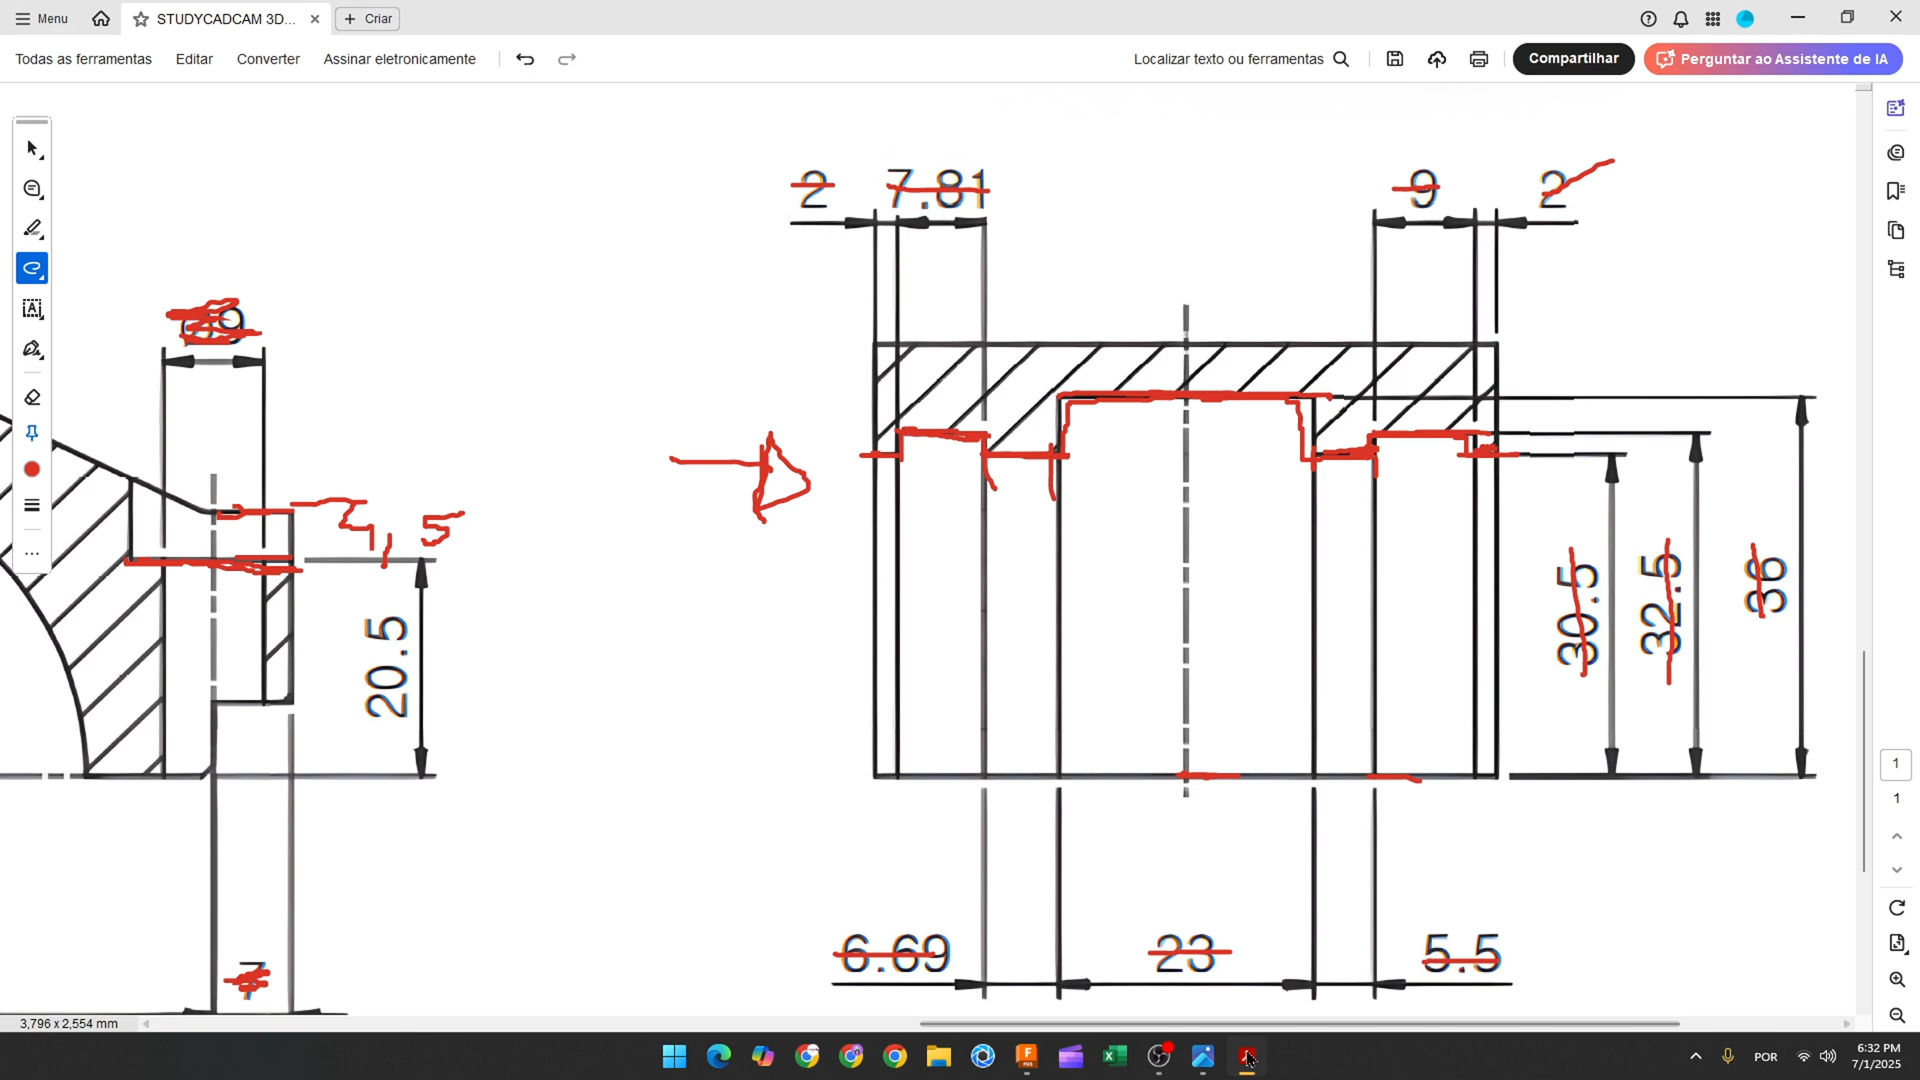 Menu
STUDYCADCAM 3D...
Criar
Todas as ferramentas
Editar
Converter
Assinar eletronicamente
Localizar texto ou ferramentas
Compartilhar
Perguntar ao Assistente de IA
2
7.81
9
2
5
20.5
30.5
32.5
36
7
6.69
23
5.5
1
1
3,796 x 2,554 mm
POR
6:32 PM
7/1/2025